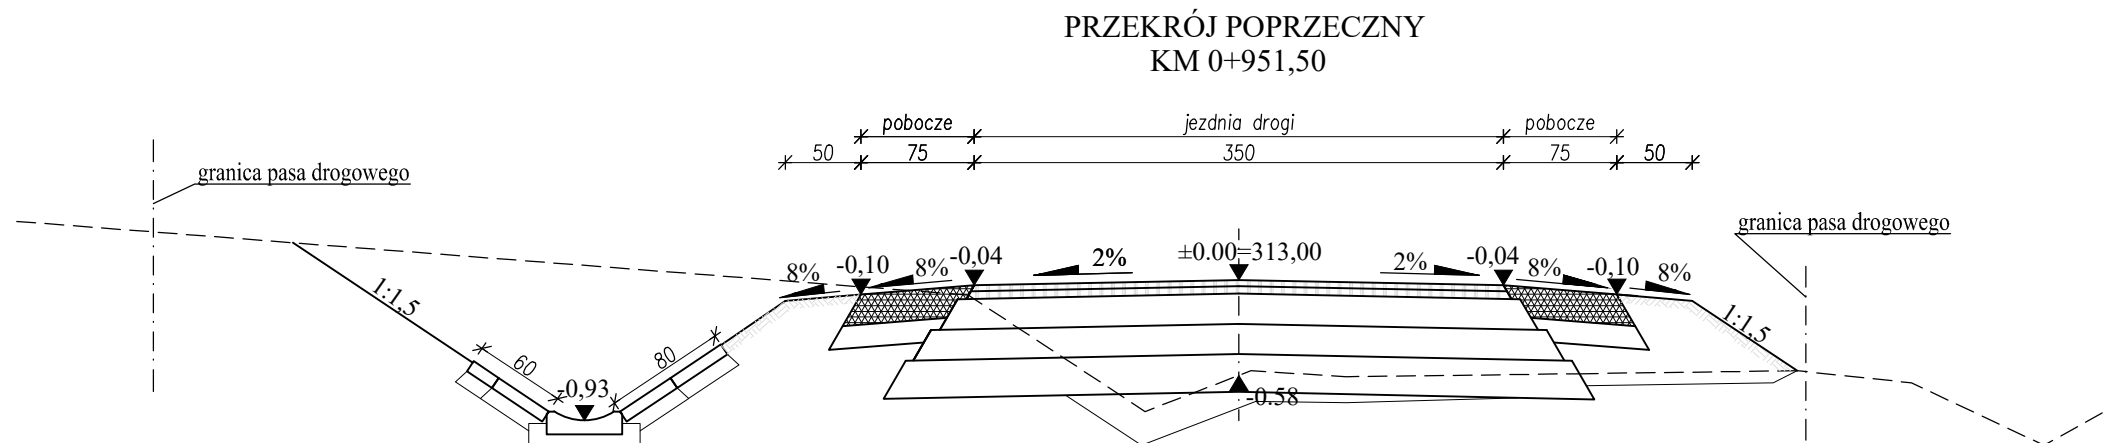 PRZEKRÓJ POPRZECZNY
KM 0+951,50
pobocze jezdnia drogi pobocze
50 75 350 75 50
granica pasa drogowego
granica pasa drogowego
8% -0,10 8% -0,04 2% ±0.00=313,00 2% -0,04 8% -0,10 8%
1:1,5
1:1,5
60
80
-0,93
-0.58